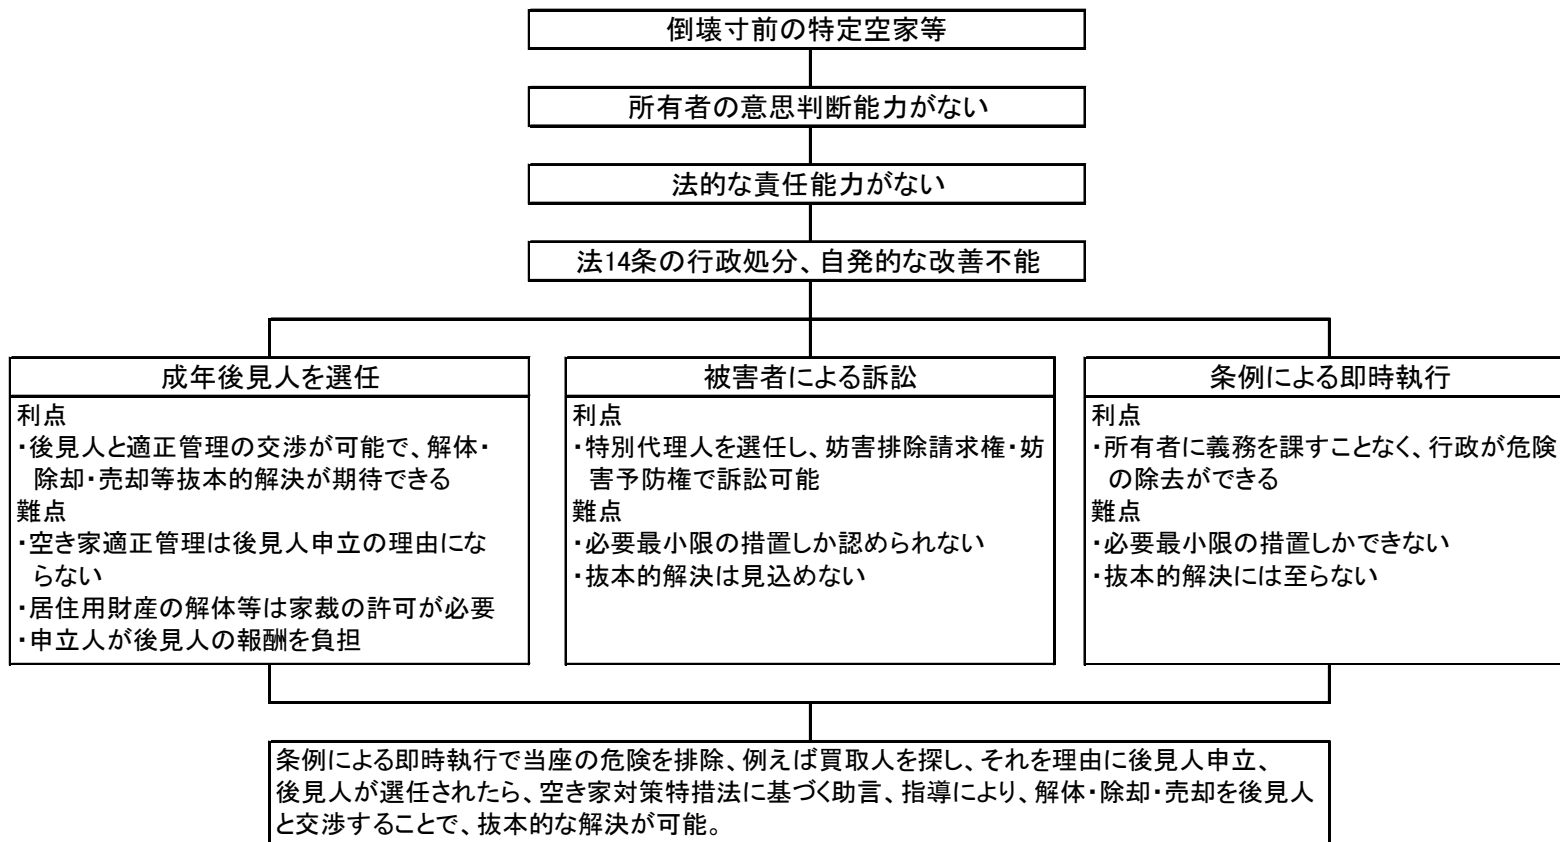 倒壊寸前の特定空家等
所有者の意思判断能力がない
法的な責任能力がない
法14条の行政処分、自発的な改善不能
成年後見人を選任
利点
・後見人と適正管理の交渉が可能で、解体・
除却・売却等抜本的解決が期待できる
難点
・空き家適正管理は後見人申立の理由にな
らない
・居住用財産の解体等は家裁の許可が必要
・申立人が後見人の報酬を負担
被害者による訴訟
利点
・特別代理人を選任し、妨害排除請求権・妨
害予防権で訴訟可能
難点
・必要最小限の措置しか認められない
・抜本的解決は見込めない
条例による即時執行
利点
・所有者に義務を課すことなく、行政が危険
の除去ができる
難点
・必要最小限の措置しかできない
・抜本的解決には至らない
条例による即時執行で当座の危険を排除、例えば買取人を探し、それを理由に後見人申立、
後見人が選任されたら、空き家対策特措法に基づく助言、指導により、解体・除却・売却を後見人
と交渉することで、抜本的な解決が可能。